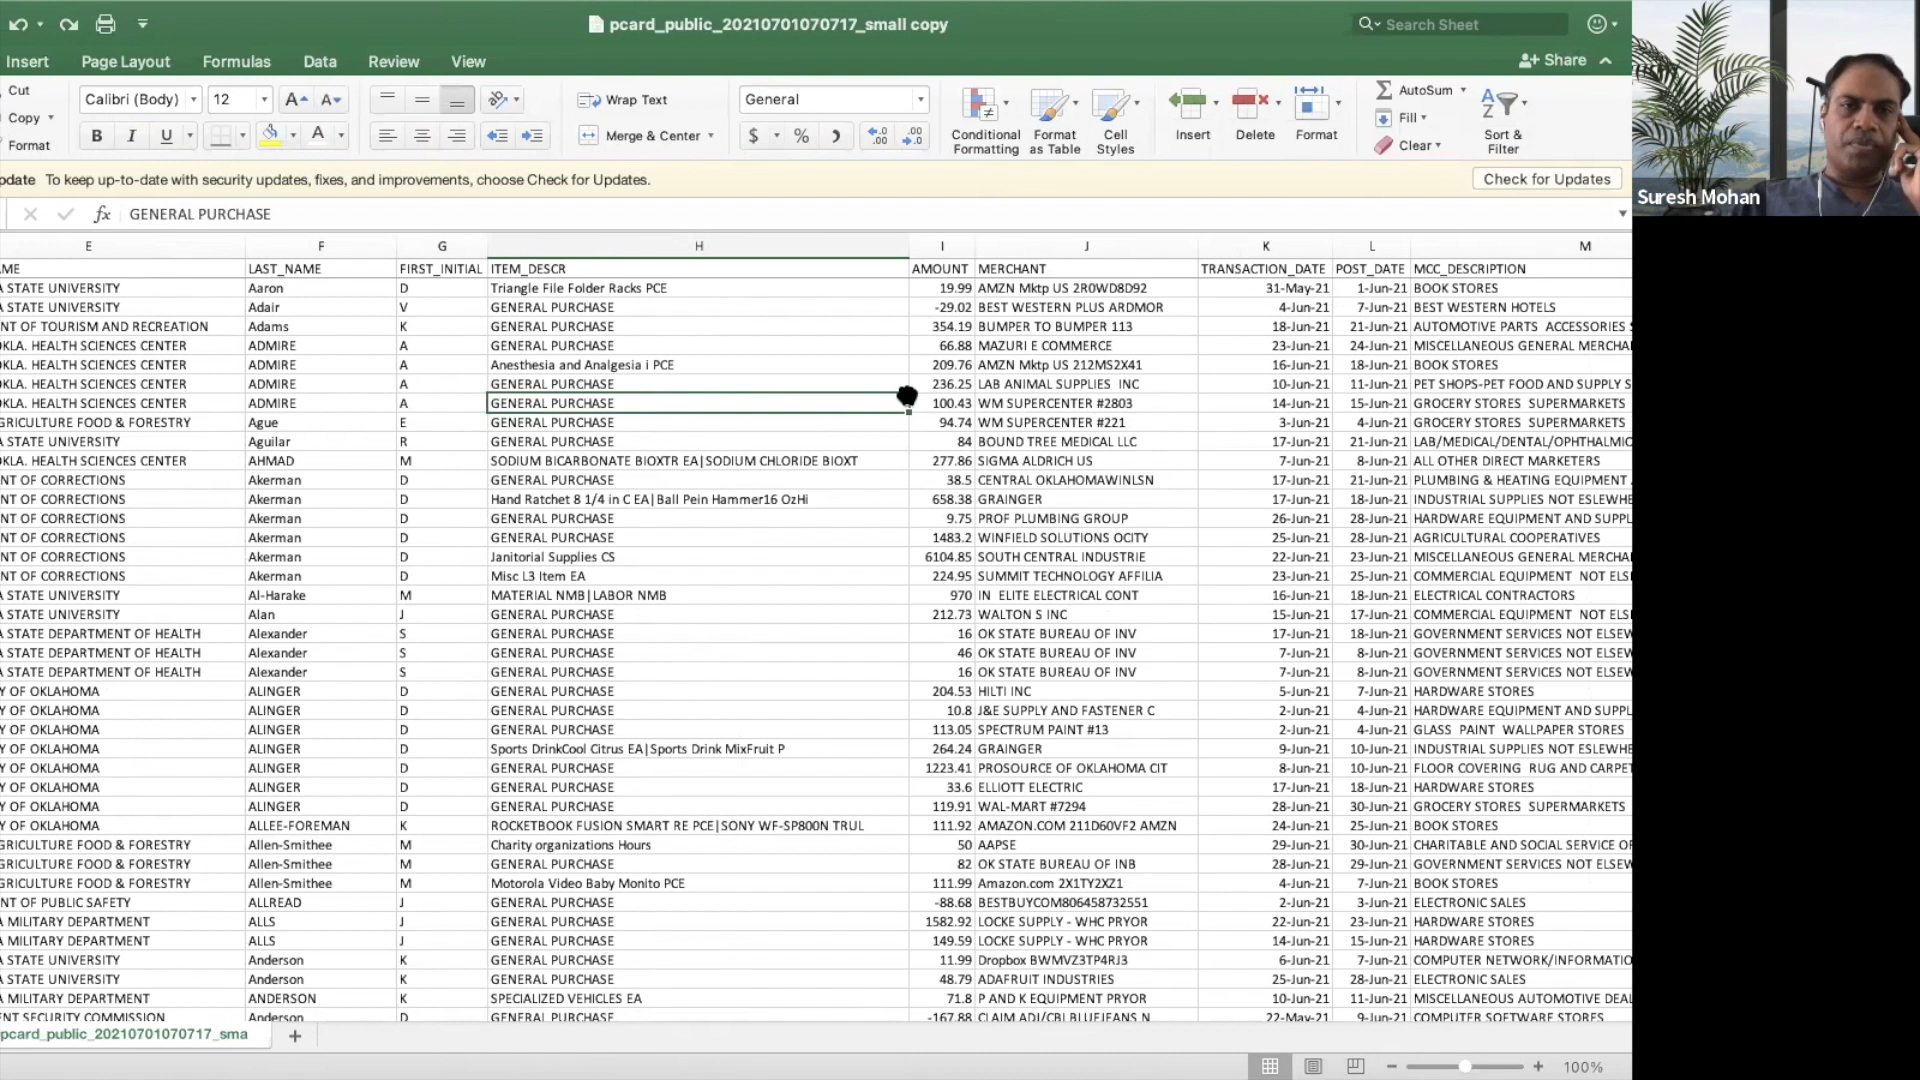 pcard_public_20210701070717_small copy
Search Sheet
Insert Page Layout Formulas Data Review View
Share
Cut
Copy
Format
Calibri (Body) 12
B I U
Wrap Text
Merge & Center
General
$ %
Conditional Formatting
Format as Table
Cell Styles
Insert
Delete
Format
AutoSum
Fill
Clear
Sort & Filter
Suresh Mohan
pdate To keep up-to-date with security updates, fixes, and improvements, choose Check for Updates.
Check for Updates
fx GENERAL PURCHASE
E F G H I J K L M
AME LAST_NAME FIRST_INITIAL ITEM_DESCR AMOUNT MERCHANT TRANSACTION_DATE POST_DATE MCC_DESCRIPTION
A STATE UNIVERSITY Aaron D Triangle File Folder Racks PCE 19.99 AMZN Mktp US 2R0WD8D92 31-May-21 1-Jun-21 BOOK STORES
A STATE UNIVERSITY Adair V GENERAL PURCHASE -29.02 BEST WESTERN PLUS ARDMOR 4-Jun-21 7-Jun-21 BEST WESTERN HOTELS
NT OF TOURISM AND RECREATION Adams K GENERAL PURCHASE 354.19 BUMPER TO BUMPER 113 18-Jun-21 21-Jun-21 AUTOMOTIVE PARTS ACCESSORIES S
OKLA. HEALTH SCIENCES CENTER ADMIRE A GENERAL PURCHASE 66.88 MAZURI E COMMERCE 23-Jun-21 24-Jun-21 MISCELLANEOUS GENERAL MERCHA
OKLA. HEALTH SCIENCES CENTER ADMIRE A Anesthesia and Analgesia i PCE 209.76 AMZN Mktp US 212MS2X41 16-Jun-21 18-Jun-21 BOOK STORES
OKLA. HEALTH SCIENCES CENTER ADMIRE A GENERAL PURCHASE 236.25 LAB ANIMAL SUPPLIES INC 10-Jun-21 11-Jun-21 PET SHOPS-PET FOOD AND SUPPLY S
OKLA. HEALTH SCIENCES CENTER ADMIRE A GENERAL PURCHASE 100.43 WM SUPERCENTER #2803 14-Jun-21 15-Jun-21 GROCERY STORES SUPERMARKETS
GRICULTURE FOOD & FORESTRY Ague E GENERAL PURCHASE 94.74 WM SUPERCENTER #221 3-Jun-21 4-Jun-21 GROCERY STORES SUPERMARKETS
A STATE UNIVERSITY Aguilar R GENERAL PURCHASE 84 BOUND TREE MEDICAL LLC 17-Jun-21 21-Jun-21 LAB/MEDICAL/DENTAL/OPHTHALMIC
OKLA. HEALTH SCIENCES CENTER AHMAD M SODIUM BICARBONATE BIOXTR EA|SODIUM CHLORIDE BIOXT 277.86 SIGMA ALDRICH US 7-Jun-21 8-Jun-21 ALL OTHER DIRECT MARKETERS
NT OF CORRECTIONS Akerman D GENERAL PURCHASE 38.5 CENTRAL OKLAHOMAWINLSN 17-Jun-21 21-Jun-21 PLUMBING & HEATING EQUIPMENT
NT OF CORRECTIONS Akerman D Hand Ratchet 8 1/4 in C EA|Ball Pein Hammer16 OzHi 658.38 GRAINGER 17-Jun-21 18-Jun-21 INDUSTRIAL SUPPLIES NOT ESLEWHE
NT OF CORRECTIONS Akerman D GENERAL PURCHASE 9.75 PROF PLUMBING GROUP 26-Jun-21 28-Jun-21 HARDWARE EQUIPMENT AND SUPPL
NT OF CORRECTIONS Akerman D GENERAL PURCHASE 1483.2 WINFIELD SOLUTIONS OCITY 25-Jun-21 28-Jun-21 AGRICULTURAL COOPERATIVES
NT OF CORRECTIONS Akerman D Janitorial Supplies CS 6104.85 SOUTH CENTRAL INDUSTRIE 22-Jun-21 23-Jun-21 MISCELLANEOUS GENERAL MERCHA
NT OF CORRECTIONS Akerman D Misc L3 Item EA 224.95 SUMMIT TECHNOLOGY AFFILIA 23-Jun-21 25-Jun-21 COMMERCIAL EQUIPMENT NOT ELS
A STATE UNIVERSITY Al-Harake M MATERIAL NMB|LABOR NMB 970 IN ELITE ELECTRICAL CONT 16-Jun-21 18-Jun-21 ELECTRICAL CONTRACTORS
A STATE UNIVERSITY Alan J GENERAL PURCHASE 212.73 WALTON S INC 15-Jun-21 17-Jun-21 COMMERCIAL EQUIPMENT NOT ELS
A STATE DEPARTMENT OF HEALTH Alexander S GENERAL PURCHASE 16 OK STATE BUREAU OF INV 17-Jun-21 18-Jun-21 GOVERNMENT SERVICES NOT ELSEW
A STATE DEPARTMENT OF HEALTH Alexander S GENERAL PURCHASE 46 OK STATE BUREAU OF INV 7-Jun-21 8-Jun-21 GOVERNMENT SERVICES NOT ELSEW
A STATE DEPARTMENT OF HEALTH Alexander S GENERAL PURCHASE 16 OK STATE BUREAU OF INV 7-Jun-21 8-Jun-21 GOVERNMENT SERVICES NOT ELSEW
Y OF OKLAHOMA ALINGER D GENERAL PURCHASE 204.53 HILTI INC 5-Jun-21 7-Jun-21 HARDWARE STORES
Y OF OKLAHOMA ALINGER D GENERAL PURCHASE 10.8 J&E SUPPLY AND FASTENER C 2-Jun-21 4-Jun-21 HARDWARE EQUIPMENT AND SUPPL
Y OF OKLAHOMA ALINGER D GENERAL PURCHASE 113.05 SPECTRUM PAINT #13 2-Jun-21 4-Jun-21 GLASS PAINT WALLPAPER STORES
Y OF OKLAHOMA ALINGER D Sports DrinkCool Citrus EA|Sports Drink MixFruit P 264.24 GRAINGER 9-Jun-21 10-Jun-21 INDUSTRIAL SUPPLIES NOT ESLEWHE
Y OF OKLAHOMA ALINGER D GENERAL PURCHASE 1223.41 PROSOURCE OF OKLAHOMA CIT 8-Jun-21 10-Jun-21 FLOOR COVERING RUG AND CARPET
Y OF OKLAHOMA ALINGER D GENERAL PURCHASE 33.6 ELLIOTT ELECTRIC 17-Jun-21 18-Jun-21 HARDWARE STORES
Y OF OKLAHOMA ALINGER D GENERAL PURCHASE 119.91 WAL-MART #7294 28-Jun-21 30-Jun-21 GROCERY STORES SUPERMARKETS
Y OF OKLAHOMA ALLEE-FOREMAN K ROCKETBOOK FUSION SMART RE PCE|SONY WF-SP800N TRUL 111.92 AMAZON.COM 211D60VF2 AMZN 24-Jun-21 25-Jun-21 BOOK STORES
GRICULTURE FOOD & FORESTRY Allen-Smithee M Charity organizations Hours 50 AAPSE 29-Jun-21 30-Jun-21 CHARITABLE AND SOCIAL SERVICE OR
GRICULTURE FOOD & FORESTRY Allen-Smithee M GENERAL PURCHASE 82 OK STATE BUREAU OF INB 28-Jun-21 29-Jun-21 GOVERNMENT SERVICES NOT ELSEW
GRICULTURE FOOD & FORESTRY Allen-Smithee M Motorola Video Baby Monito PCE 111.99 Amazon.com 2X1TY2XZ1 4-Jun-21 7-Jun-21 BOOK STORES
NT OF PUBLIC SAFETY ALLREAD J GENERAL PURCHASE -88.68 BESTBUYCOM806458732551 2-Jun-21 3-Jun-21 ELECTRONIC SALES
A MILITARY DEPARTMENT ALLS J GENERAL PURCHASE 1582.92 LOCKE SUPPLY - WHC PRYOR 22-Jun-21 23-Jun-21 HARDWARE STORES
A MILITARY DEPARTMENT ALLS J GENERAL PURCHASE 149.59 LOCKE SUPPLY - WHC PRYOR 14-Jun-21 15-Jun-21 HARDWARE STORES
A STATE UNIVERSITY Anderson K GENERAL PURCHASE 11.99 Dropbox BWMVZ3TP4RJ3 6-Jun-21 7-Jun-21 COMPUTER NETWORK/INFORMATIO
A STATE UNIVERSITY Anderson K GENERAL PURCHASE 48.79 ADAFRUIT INDUSTRIES 25-Jun-21 28-Jun-21 ELECTRONIC SALES
A MILITARY DEPARTMENT ANDERSON K SPECIALIZED VEHICLES EA 71.8 P AND K EQUIPMENT PRYOR 10-Jun-21 11-Jun-21 MISCELLANEOUS AUTOMOTIVE DEAL
ENT SECURITY COMMISSION Anderson D GENERAL PURCHASE -167.88 CLAIM ADJ/CBI BLUEJEANS N 22-May-21 9-Jun-21 COMPUTER SOFTWARE STORES
pcard_public_20210701070717_sma +
100%